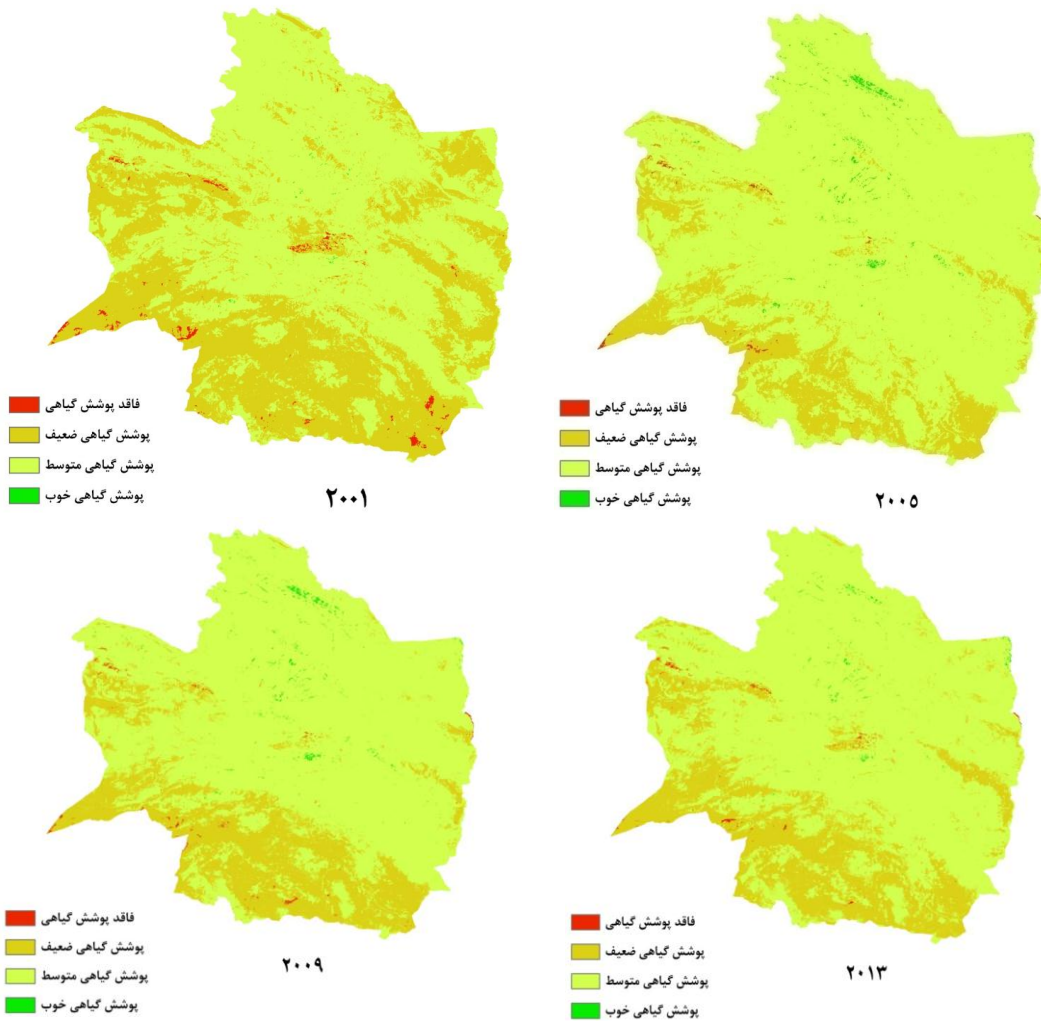 فاقد پوشش گیاهی
پوشش گیاهی ضعیف
پوشش گیاهی متوسط
پوشش گیاهی خوب
۲۰۰۱
فاقد پوشش گیاهی
پوشش گیاهی ضعیف
پوشش گیاهی متوسط
پوشش گیاهی خوب
۲۰۰۵
فاقد پوشش گیاهی
پوشش گیاهی ضعیف
پوشش گیاهی متوسط
پوشش گیاهی خوب
۲۰۰۹
فاقد پوشش گیاهی
پوشش گیاهی ضعیف
پوشش گیاهی متوسط
پوشش گیاهی خوب
۲۰۱۳